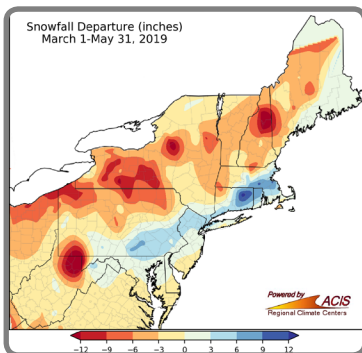 Snowfall Departure (inches)
March 1-May 31, 2019
Powered by
ACIS
Regional Climate Centers
−12 −9 −6 −3 0 3 6 9 12